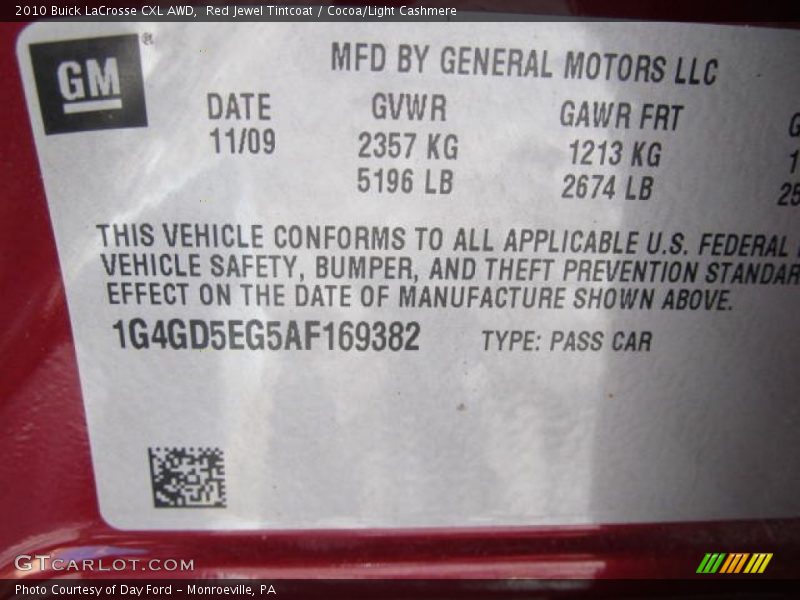 2010 Buick LaCrosse CXL AWD,  Red Jewel Tintcoat / Cocoa/Light Cashmere
GM ®
MFD BY GENERAL MOTORS LLC
DATE GVWR GAWR FRT
11/09 2357 KG 1213 KG
5196 LB 2674 LB
THIS VEHICLE CONFORMS TO ALL APPLICABLE U.S. FEDERAL
VEHICLE SAFETY, BUMPER, AND THEFT PREVENTION STANDAR
EFFECT ON THE DATE OF MANUFACTURE SHOWN ABOVE.
1G4GD5EG5AF169382 TYPE: PASS CAR
GTCARLOT.COM
Photo Courtesy of Day Ford – Monroeville, PA